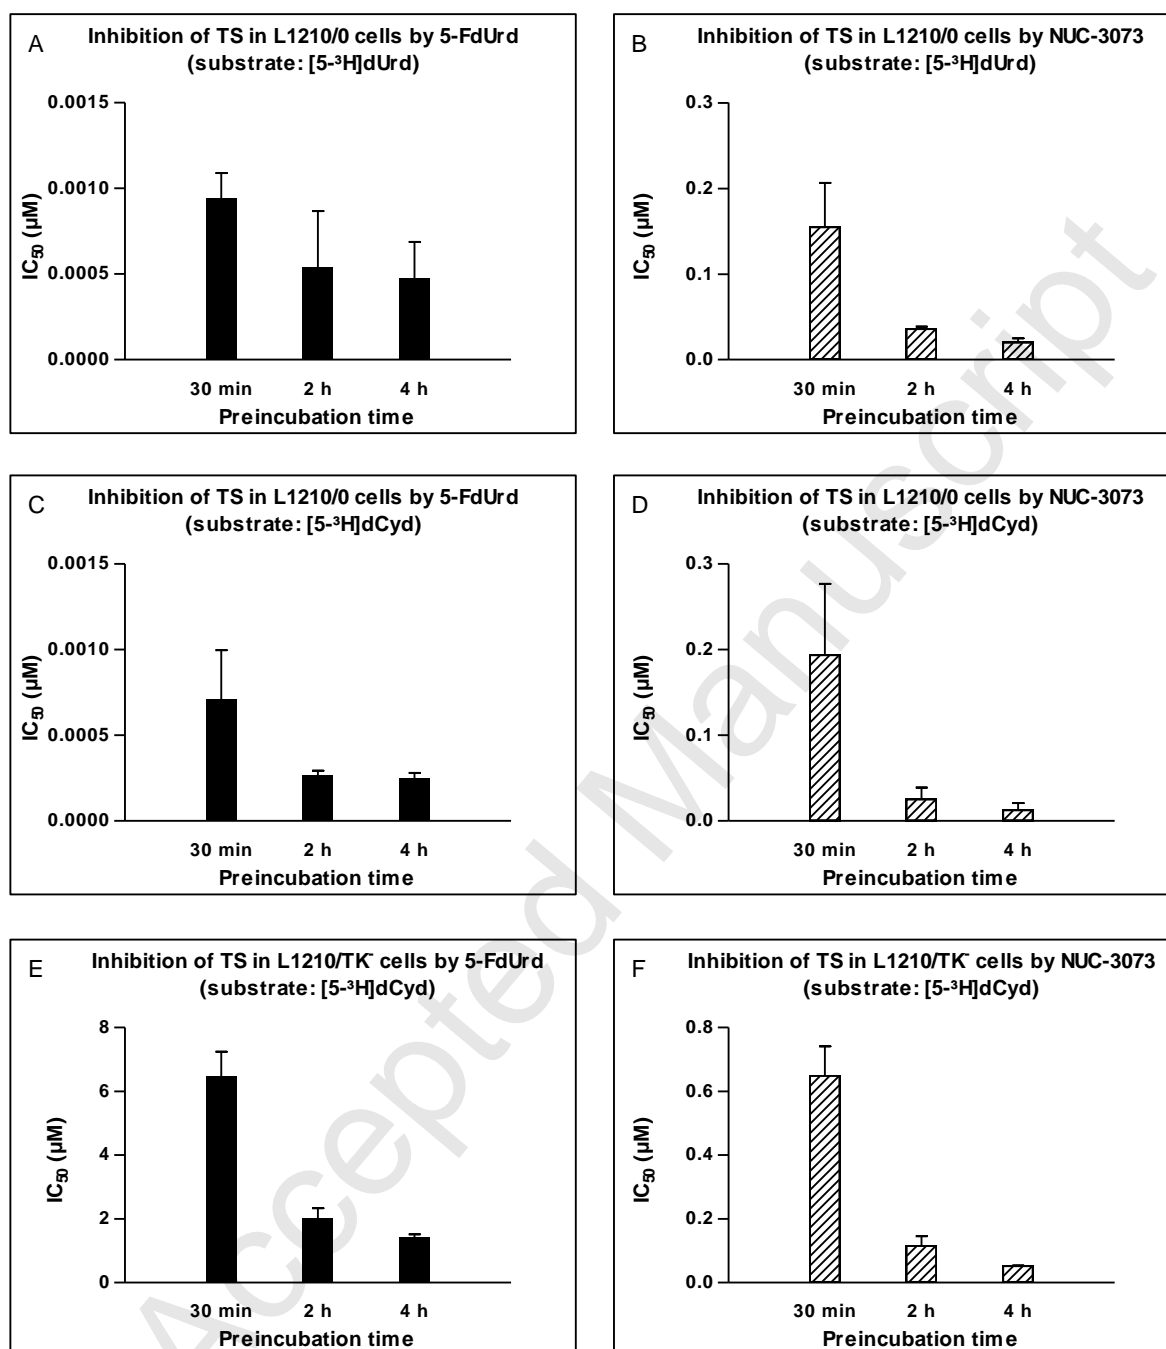 A
Inhibition of TS in L1210/0 cells by 5-FdUrd
(substrate: [5-³H]dUrd)
0.0015
0.0010
0.0005
0.0000
IC50 (µM)
30 min 2 h 4 h
Preincubation time
B
Inhibition of TS in L1210/0 cells by NUC-3073
(substrate: [5-³H]dUrd)
0.3
0.2
0.1
0.0
IC50 (µM)
30 min 2 h 4 h
Preincubation time
C
Inhibition of TS in L1210/0 cells by 5-FdUrd
(substrate: [5-³H]dCyd)
0.0015
0.0010
0.0005
0.0000
IC50 (µM)
30 min 2 h 4 h
Preincubation time
D
Inhibition of TS in L1210/0 cells by NUC-3073
(substrate: [5-³H]dCyd)
0.3
0.2
0.1
0.0
IC50 (µM)
30 min 2 h 4 h
Preincubation time
E
Inhibition of TS in L1210/TK⁻ cells by 5-FdUrd
(substrate: [5-³H]dCyd)
8
6
4
2
0
IC50 (µM)
30 min 2 h 4 h
Preincubation time
F
Inhibition of TS in L1210/TK⁻ cells by NUC-3073
(substrate: [5-³H]dCyd)
0.8
0.6
0.4
0.2
0.0
IC50 (µM)
30 min 2 h 4 h
Preincubation time
Accepted Manuscript